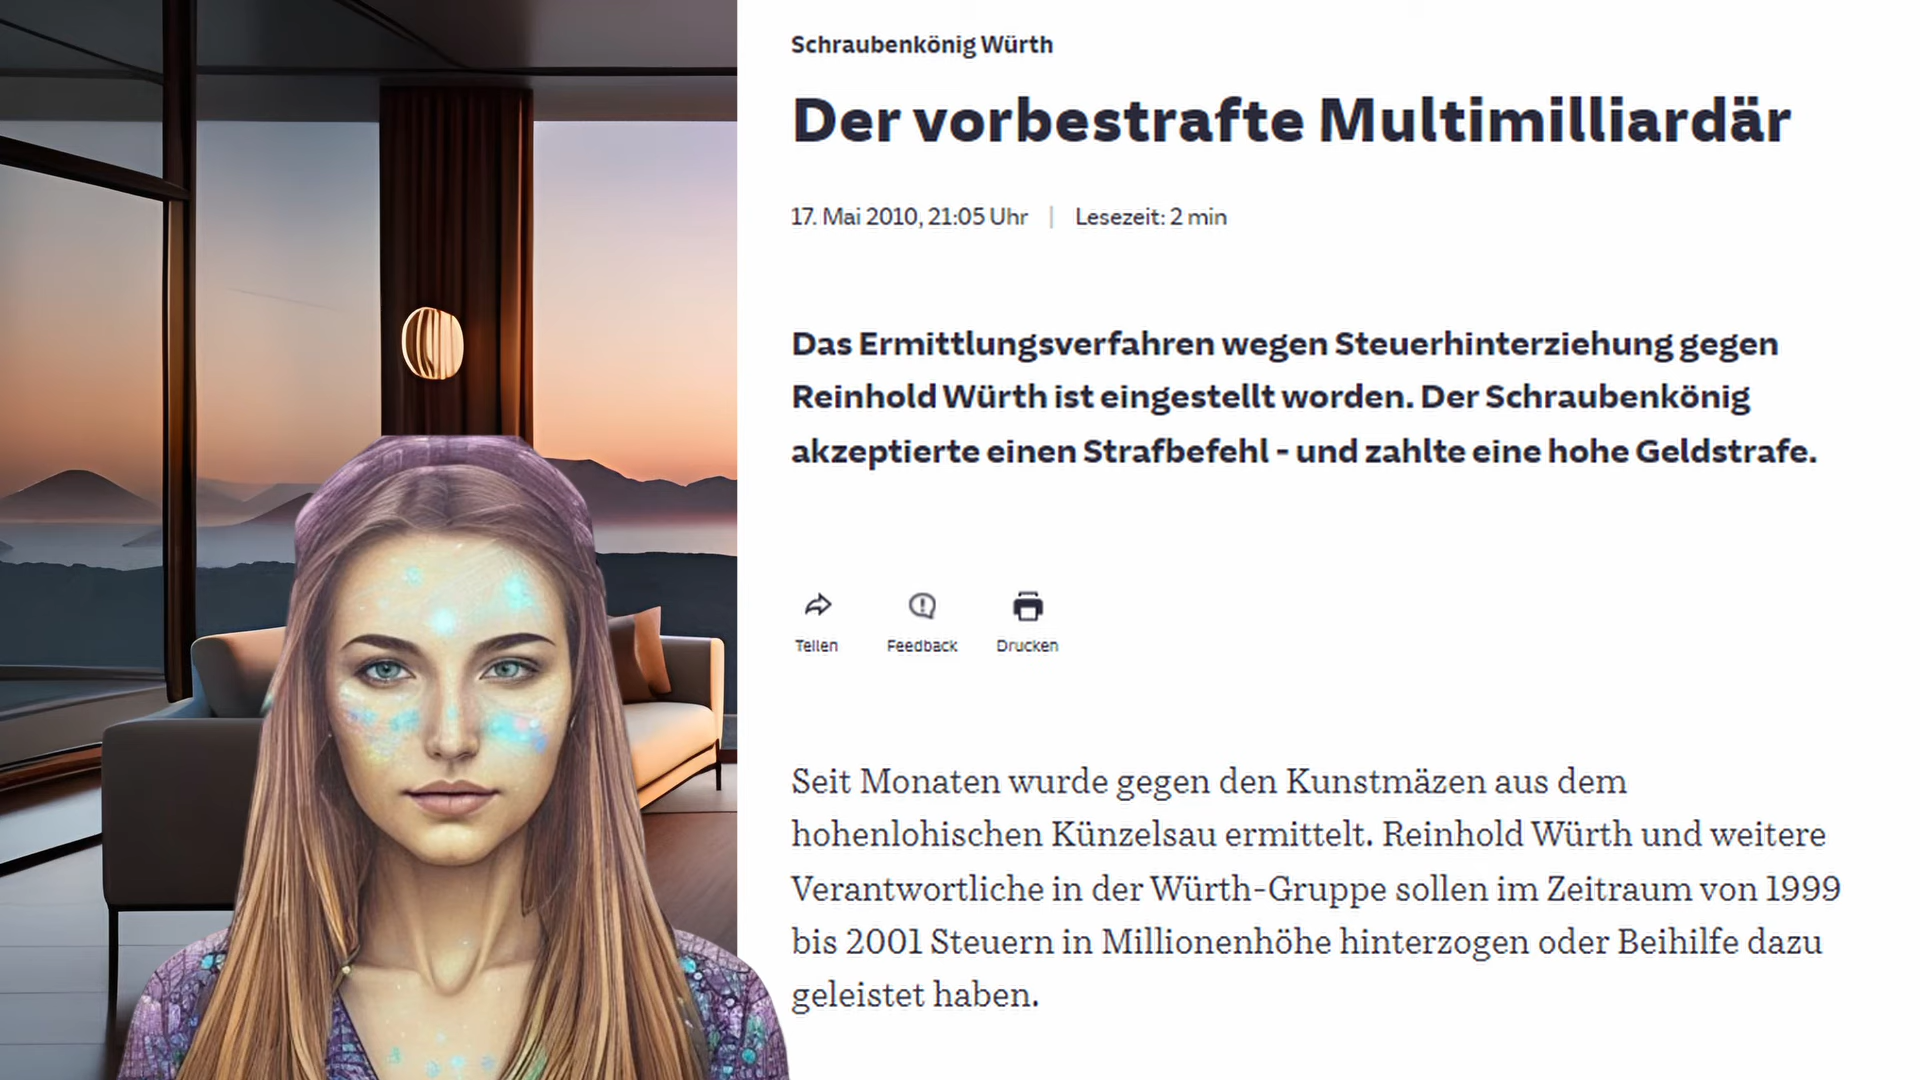 Schraubenkönig Würth
Der vorbestrafte Multimilliardär
17. Mai 2010, 21:05 Uhr | Lesezeit: 2 min
Das Ermittlungsverfahren wegen Steuerhinterziehung gegen
Reinhold Würth ist eingestellt worden. Der Schraubenkönig
akzeptierte einen Strafbefehl - und zahlte eine hohe Geldstrafe.
Teilen Feedback Drucken
Seit Monaten wurde gegen den Kunstmäzen aus dem
hohenlohischen Künzelsau ermittelt. Reinhold Würth und weitere
Verantwortliche in der Würth-Gruppe sollen im Zeitraum von 1999
bis 2001 Steuern in Millionenhöhe hinterzogen oder Beihilfe dazu
geleistet haben.